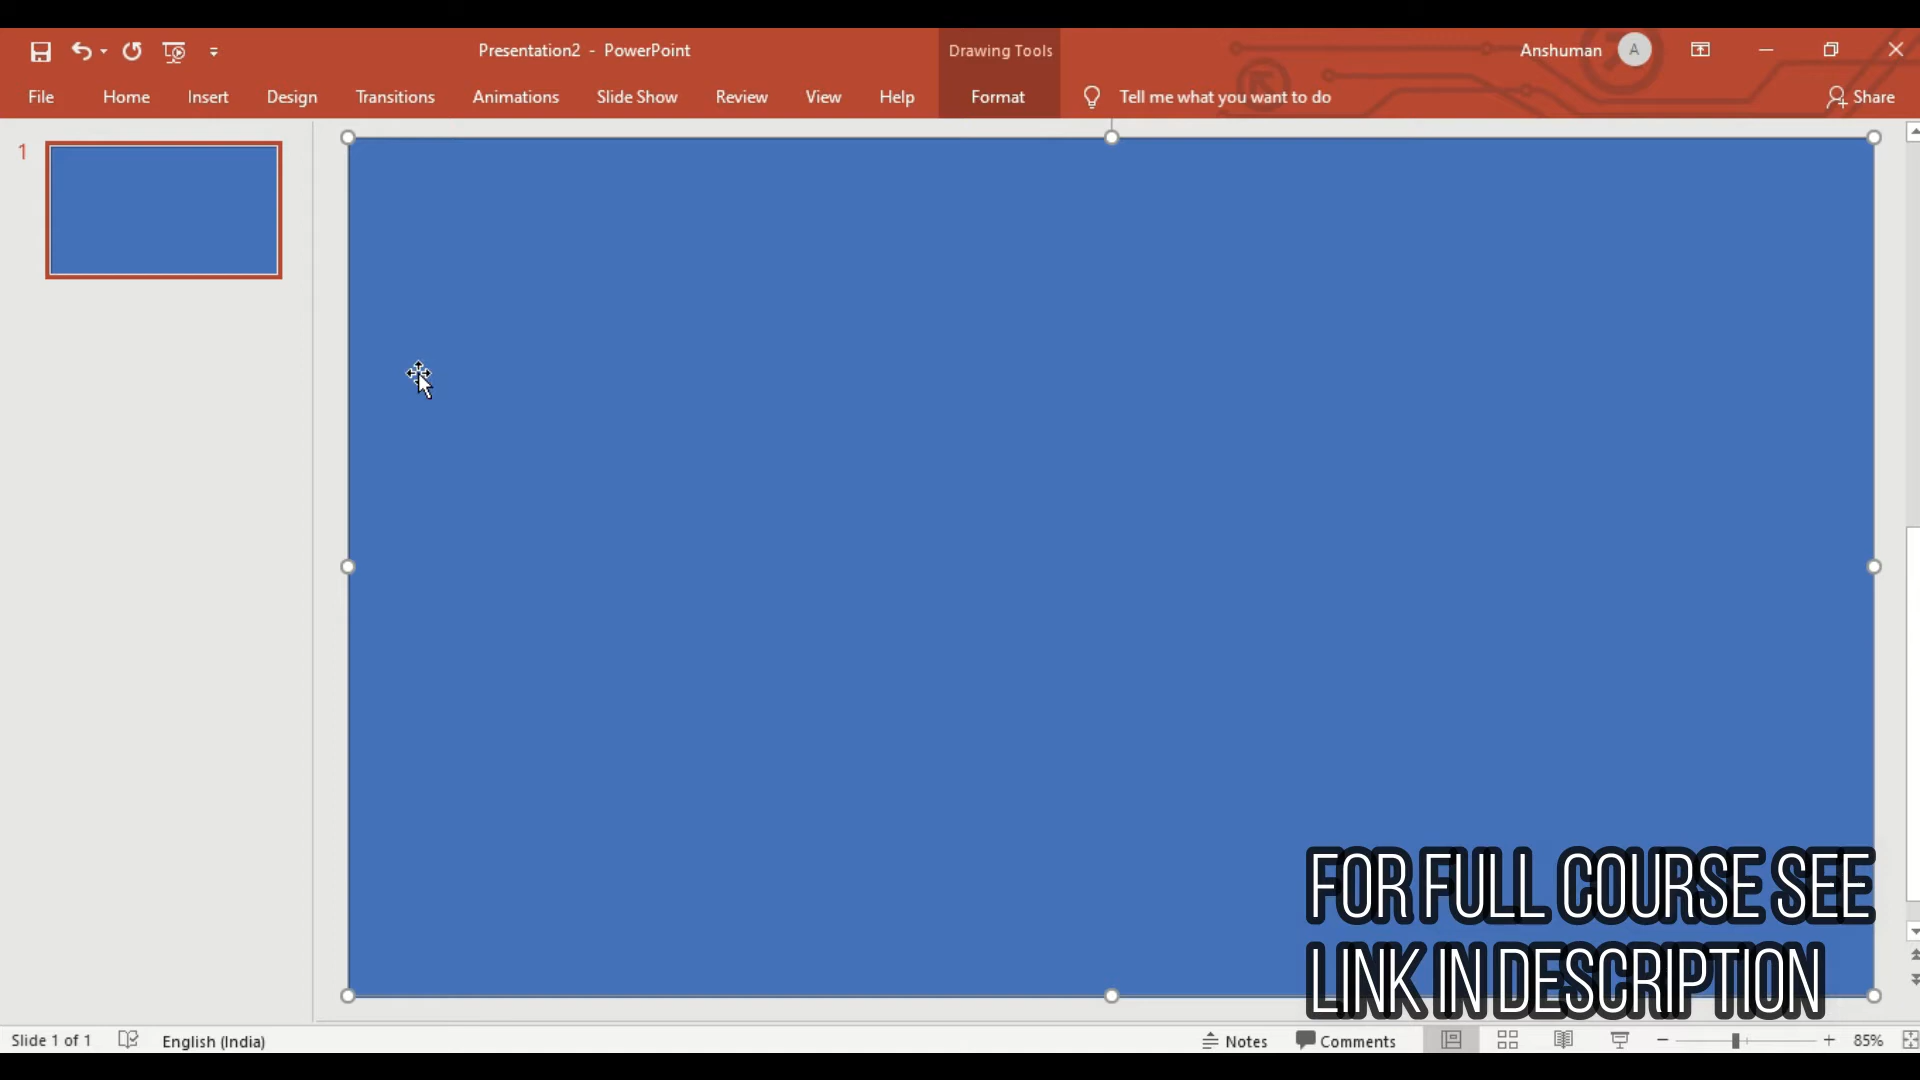 Presentation2 - PowerPoint
Drawing Tools
Anshuman
A
File
Home
Insert
Design
Transitions
Animations
Slide Show
Review
View
Help
Format
Tell me what you want to do
Share
1
FOR FULL COURSE SEE
LINK IN DESCRIPTION
Slide 1 of 1
English (India)
Notes
Comments
85%